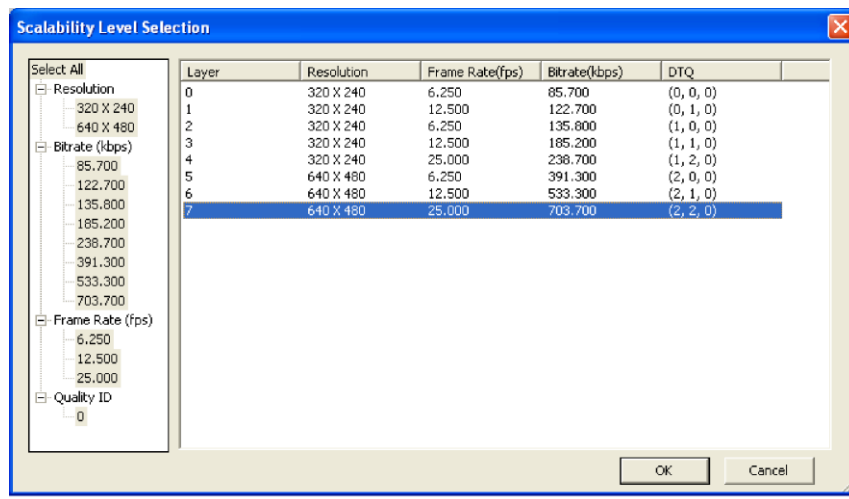 Scalability Level Selection
Select All
Resolution
320 X 240
640 X 480
Bitrate (kbps)
85.700
122.700
135.800
185.200
238.700
391.300
533.300
703.700
Frame Rate (fps)
6.250
12.500
25.000
Quality ID
0
Layer Resolution Frame Rate(fps) Bitrate(kbps) DTQ
0 320 X 240 6.250 85.700 (0, 0, 0)
1 320 X 240 12.500 122.700 (0, 1, 0)
2 320 X 240 6.250 135.800 (1, 0, 0)
3 320 X 240 12.500 185.200 (1, 1, 0)
4 320 X 240 25.000 238.700 (1, 2, 0)
5 640 X 480 6.250 391.300 (2, 0, 0)
6 640 X 480 12.500 533.300 (2, 1, 0)
7 640 X 480 25.000 703.700 (2, 2, 0)
OK Cancel